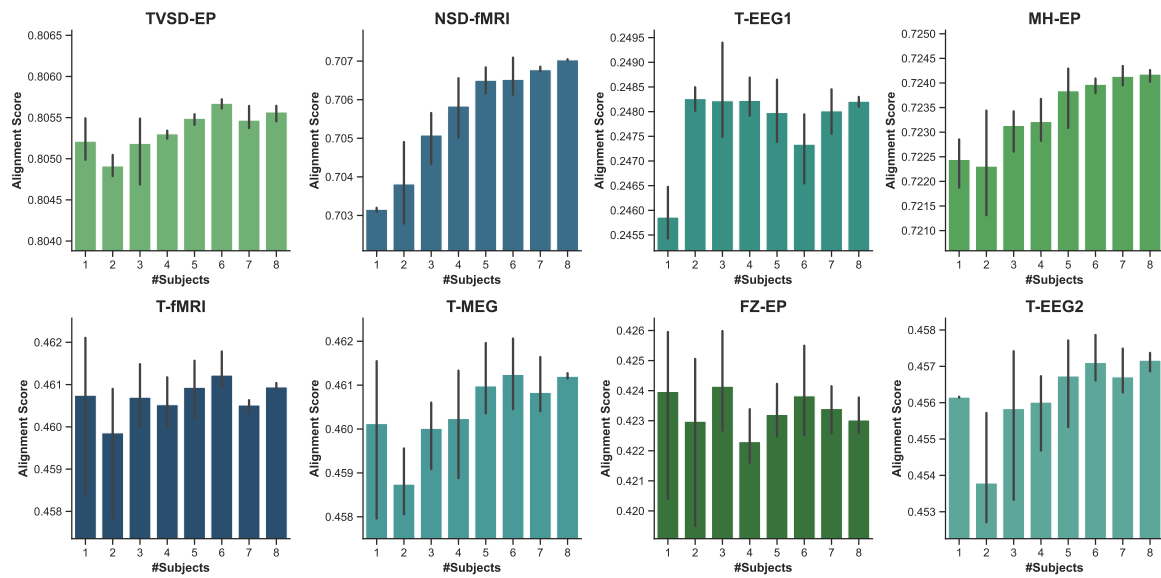 TVSD-EP
NSD-fMRI
T-EEG1
MH-EP
Alignment Score
0.8065
0.8060
0.8055
0.8050
0.8045
0.8040
1 2 3 4 5 6 7 8
#Subjects
Alignment Score
0.707
0.706
0.705
0.704
0.703
1 2 3 4 5 6 7 8
#Subjects
Alignment Score
0.2495
0.2490
0.2485
0.2480
0.2475
0.2470
0.2465
0.2460
0.2455
1 2 3 4 5 6 7 8
#Subjects
Alignment Score
0.7250
0.7245
0.7240
0.7235
0.7230
0.7225
0.7220
0.7215
0.7210
1 2 3 4 5 6 7 8
#Subjects
T-fMRI
T-MEG
FZ-EP
T-EEG2
Alignment Score
0.462
0.461
0.460
0.459
0.458
1 2 3 4 5 6 7 8
#Subjects
Alignment Score
0.462
0.461
0.460
0.459
0.458
1 2 3 4 5 6 7 8
#Subjects
Alignment Score
0.426
0.425
0.424
0.423
0.422
0.421
0.420
1 2 3 4 5 6 7 8
#Subjects
Alignment Score
0.458
0.457
0.456
0.455
0.454
0.453
1 2 3 4 5 6 7 8
#Subjects